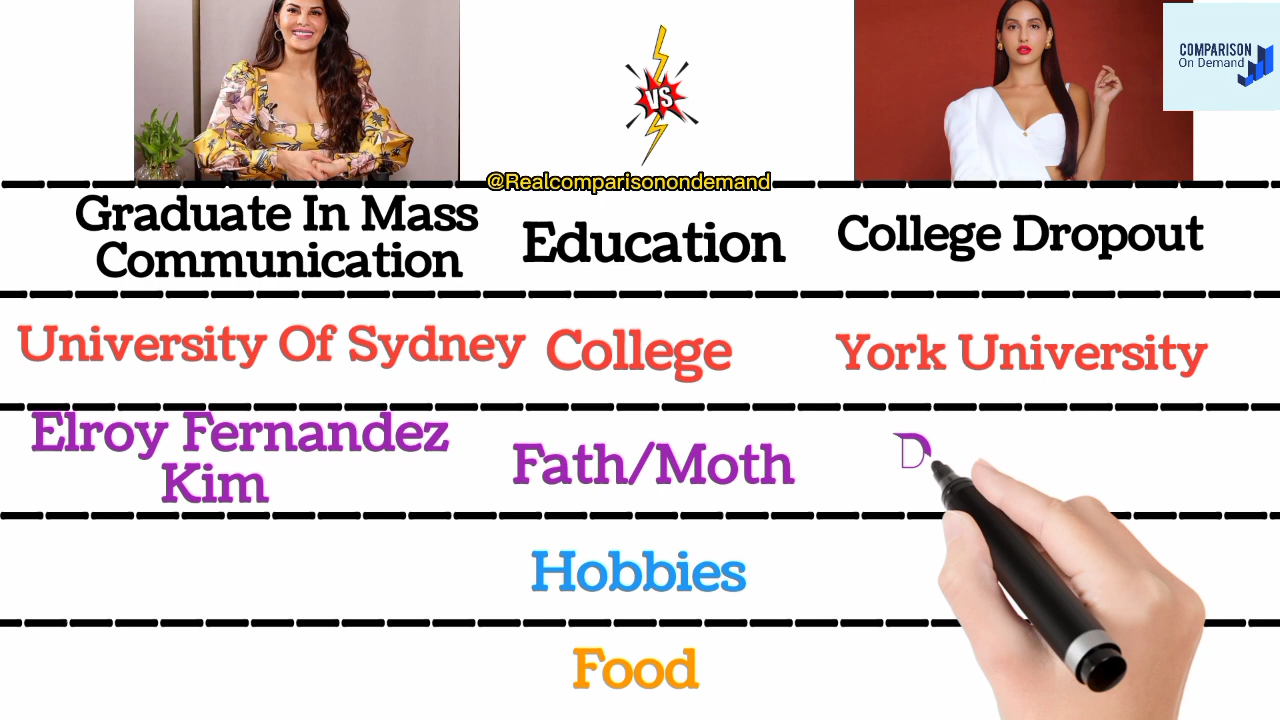 COMPARISON
On Demand
VS
@Realcomparisonondemand
Graduate In Mass
Communication
Education
College Dropout
University Of Sydney
College
York University
Elroy Fernandez
Kim
Fath/Moth
D
Hobbies
Food